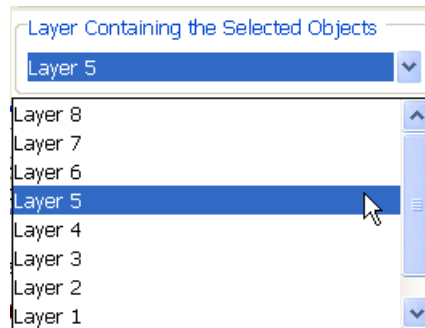 Layer Containing the Selected Objects
Layer 5
Layer 8
Layer 7
Layer 6
Layer 5
Layer 4
Layer 3
Layer 2
Layer 1